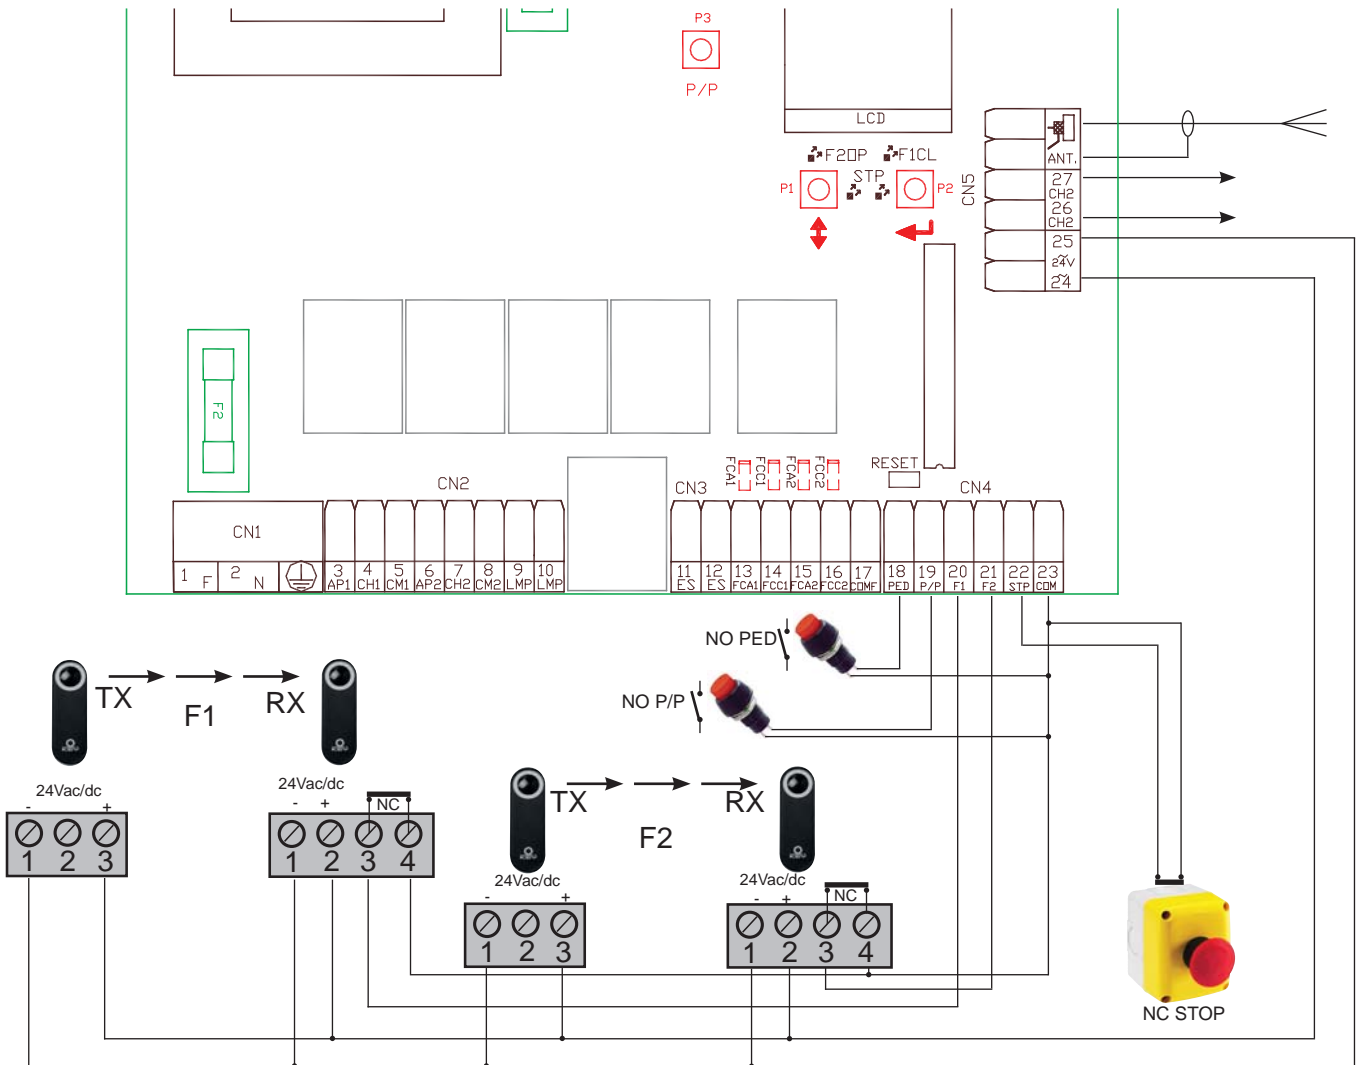 P3
P/P
LCD
F2OP
F1CL
STP
P1
P2
CN5
ANT.
27
CH2
26
CH2
25
24V
24
F2
FCA1
FCC1
FCA2
FCC2
RESET
CN2
CN3
CN4
CN1
1 F 2 N
3 4 5 6 7 8 9 10
AP1 CH1 CM1 AP2 CH2 CM2 LMP LMP
11 12 13 14 15 16 17 18 19 20 21 22 23
ES ES FCA1 FCC1 FCA2 FCC2 COMF PED P/P F1 F2 STP COM
NO PED
NO P/P
TX
F1
RX
24Vac/dc
- +
1 2 3
24Vac/dc
- +
NC
1 2 3 4
TX
F2
RX
24Vac/dc
- +
1 2 3
24Vac/dc
- +
NC
1 2 3 4
NC STOP